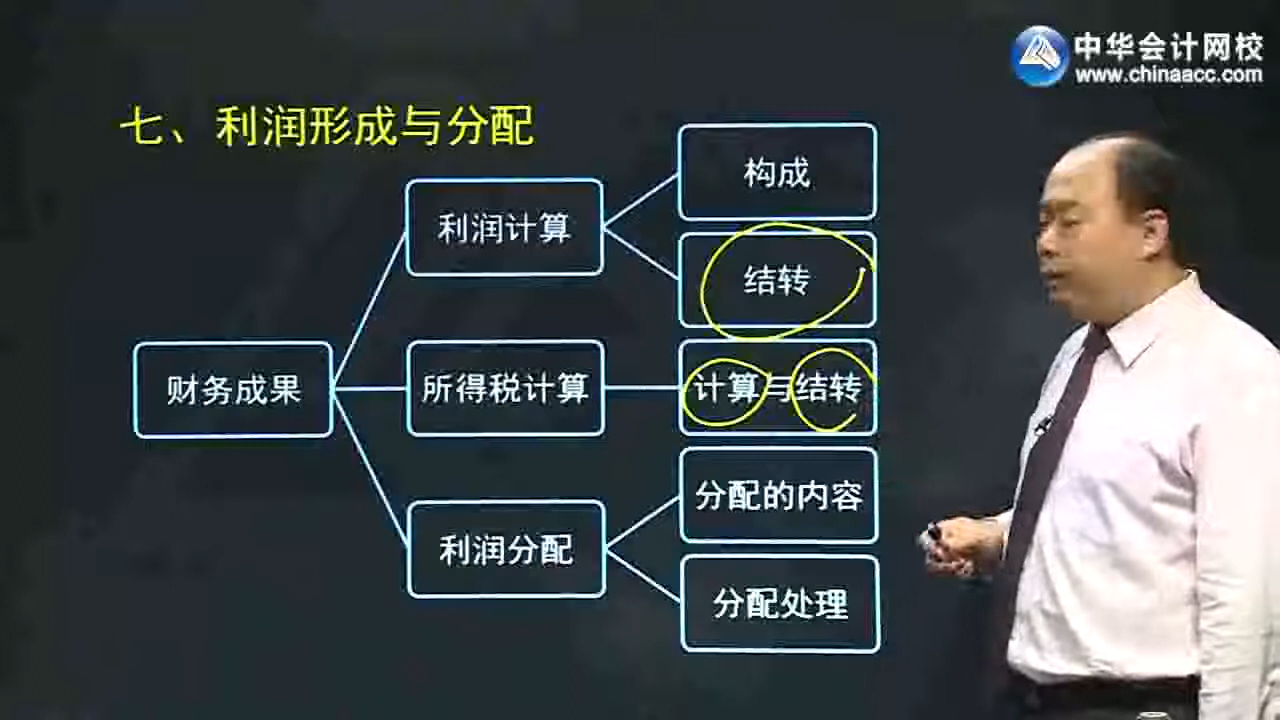 中华会计网校
www.chinaacc.com
七、利润形成与分配
财务成果
利润计算
构成
结转
所得税计算
计算与结转
利润分配
分配的内容
分配处理